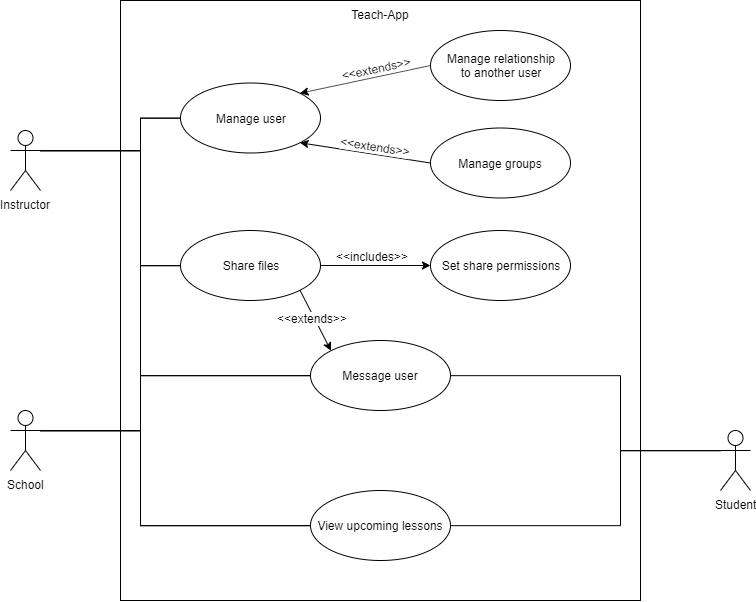 Teach-App
Manage relationship
to another user
<<extends>>
Manage user
<<extends>>
Manage groups
Instructor
Share files
<<includes>>
Set share permissions
<<extends>>
Message user
School
Student
View upcoming lessons